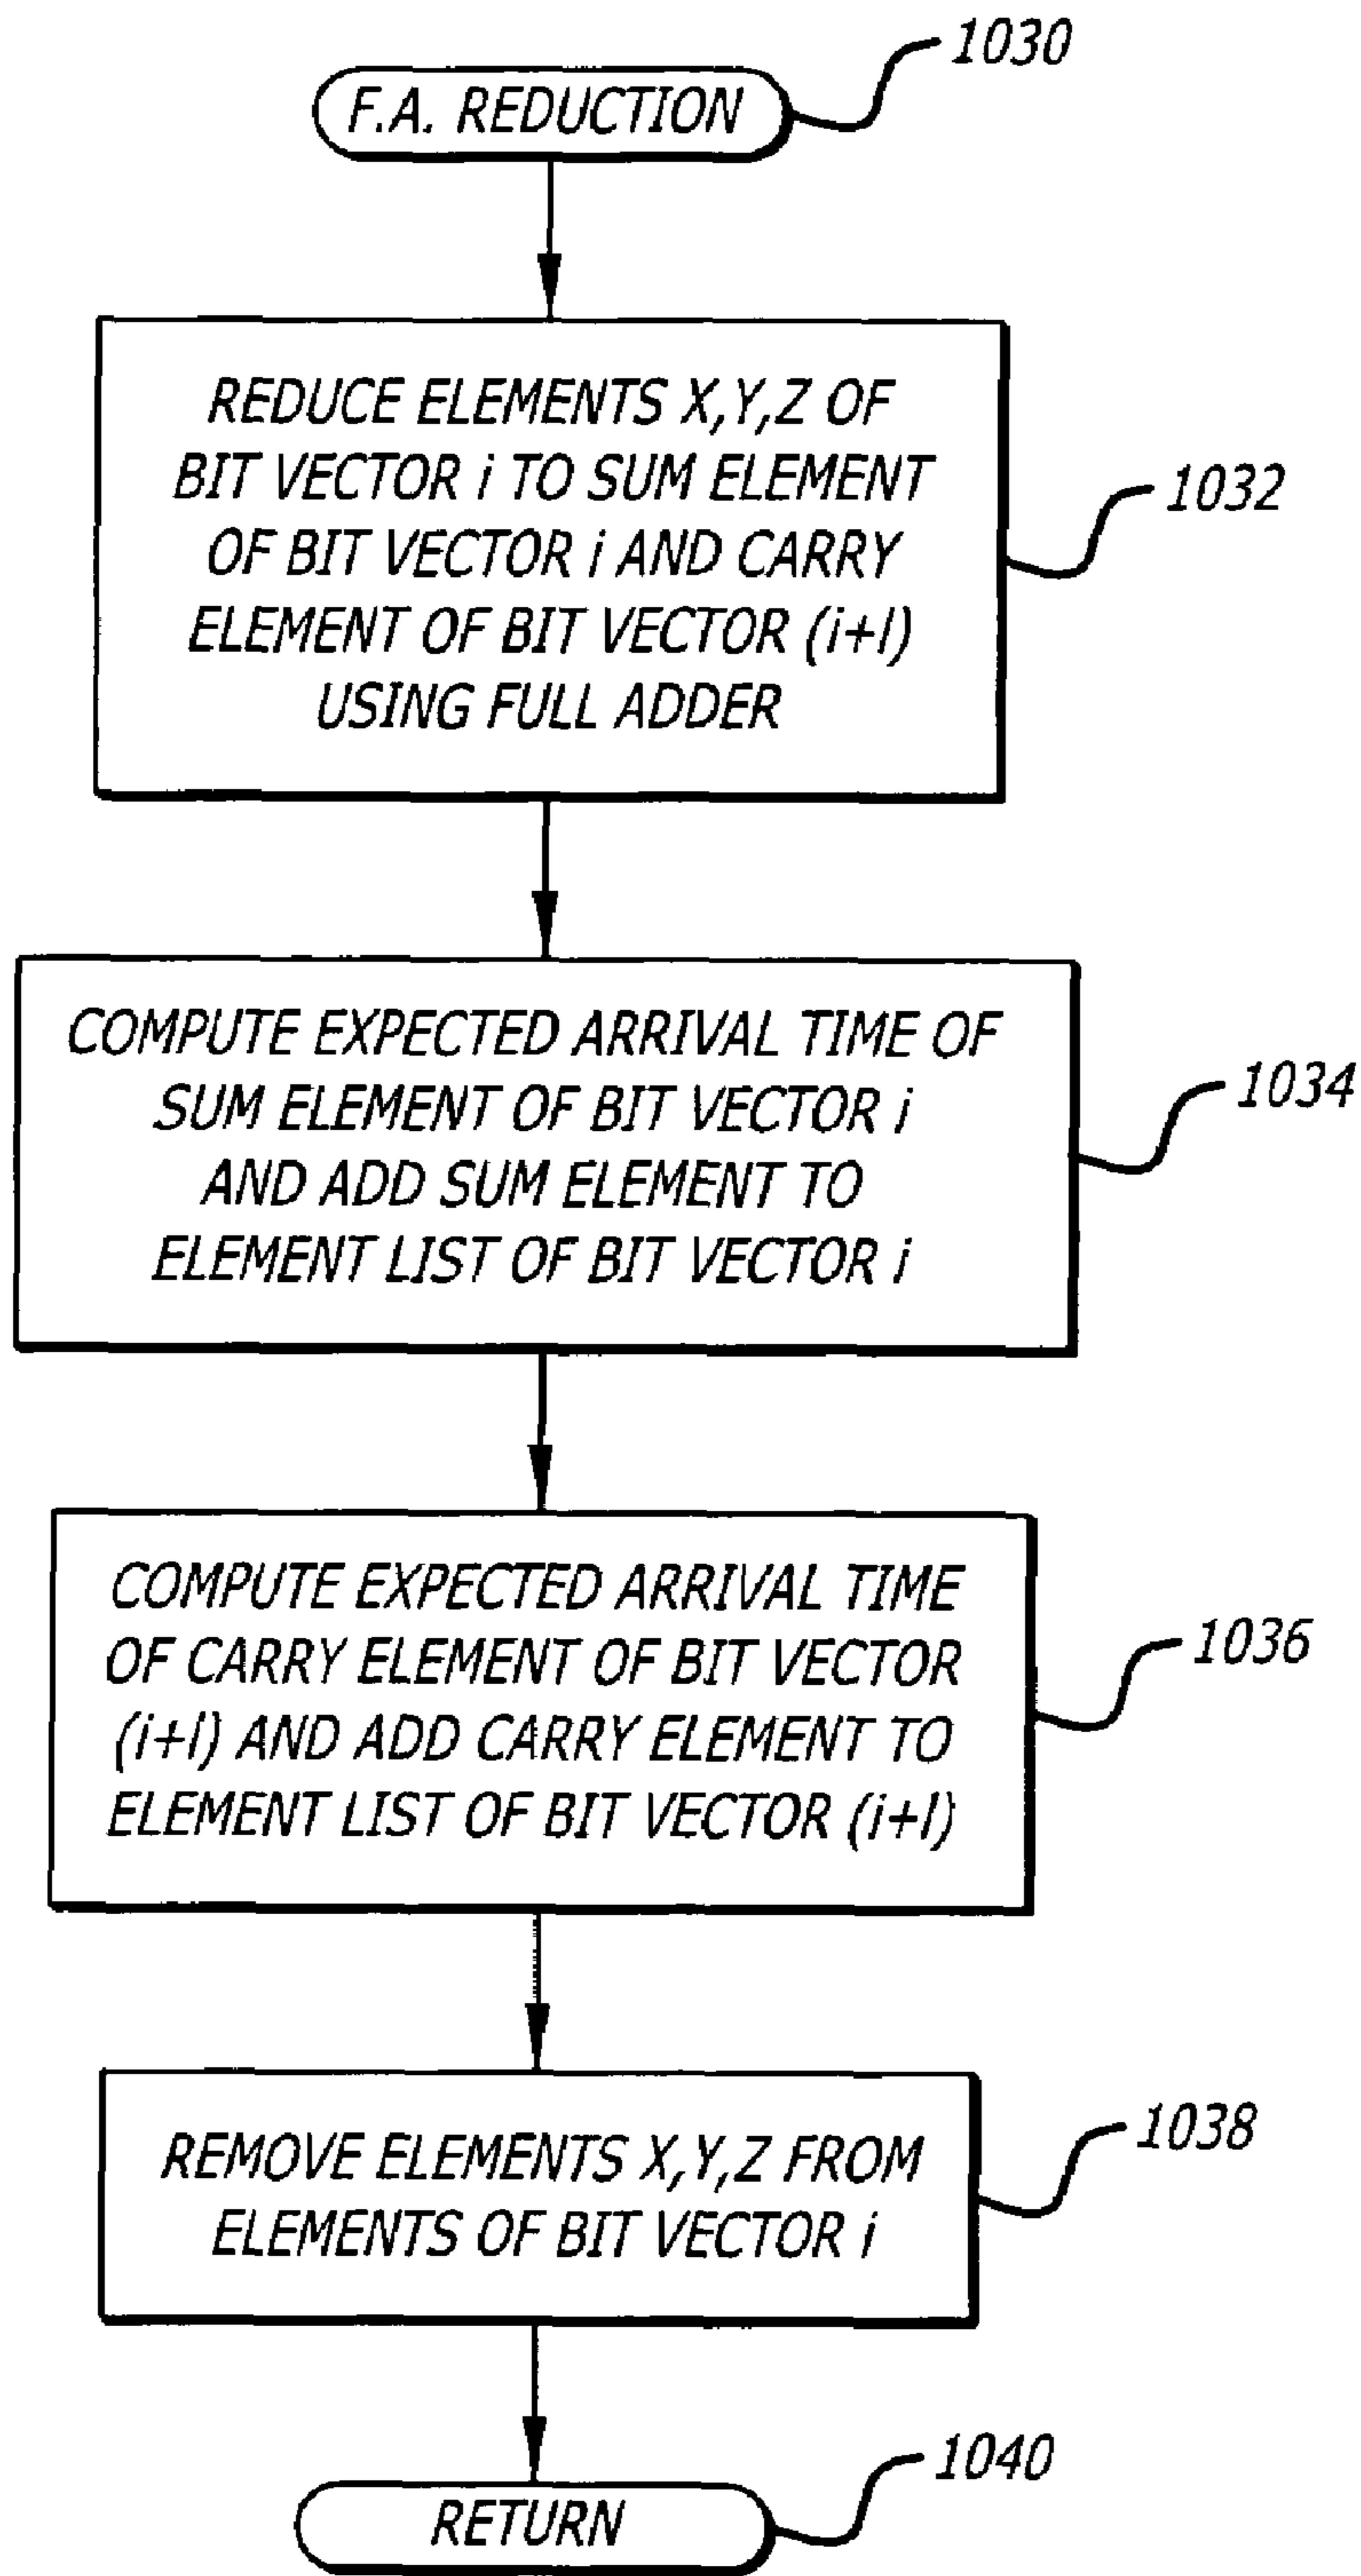 1030
F.A. REDUCTION
REDUCE ELEMENTS X,Y,Z OF
BIT VECTOR i TO SUM ELEMENT
OF BIT VECTOR i AND CARRY
ELEMENT OF BIT VECTOR (i+l)
USING FULL ADDER
1032
COMPUTE EXPECTED ARRIVAL TIME OF
SUM ELEMENT OF BIT VECTOR i
AND ADD SUM ELEMENT TO
ELEMENT LIST OF BIT VECTOR i
1034
COMPUTE EXPECTED ARRIVAL TIME
OF CARRY ELEMENT OF BIT VECTOR
(i+l) AND ADD CARRY ELEMENT TO
ELEMENT LIST OF BIT VECTOR (i+l)
1036
REMOVE ELEMENTS X,Y,Z FROM
ELEMENTS OF BIT VECTOR i
1038
RETURN
1040